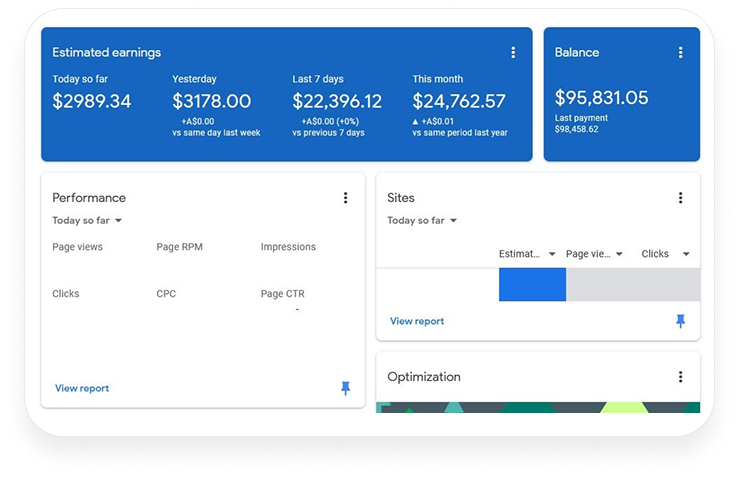 Estimated earnings
Today so far
$2989.34
Yesterday
$3178.00
+A$0.00
vs same day last week
Last 7 days
$22,396.12
+A$0.00 (+0%)
vs previous 7 days
This month
$24,762.57
▲ +A$0.01
vs same period last year
Balance
$95,831.05
Last payment
$98,458.62
Performance
Today so far
Page views Page RPM Impressions
Clicks CPC Page CTR
-
View report
Sites
Today so far
Estimat... Page vie... Clicks
View report
Optimization